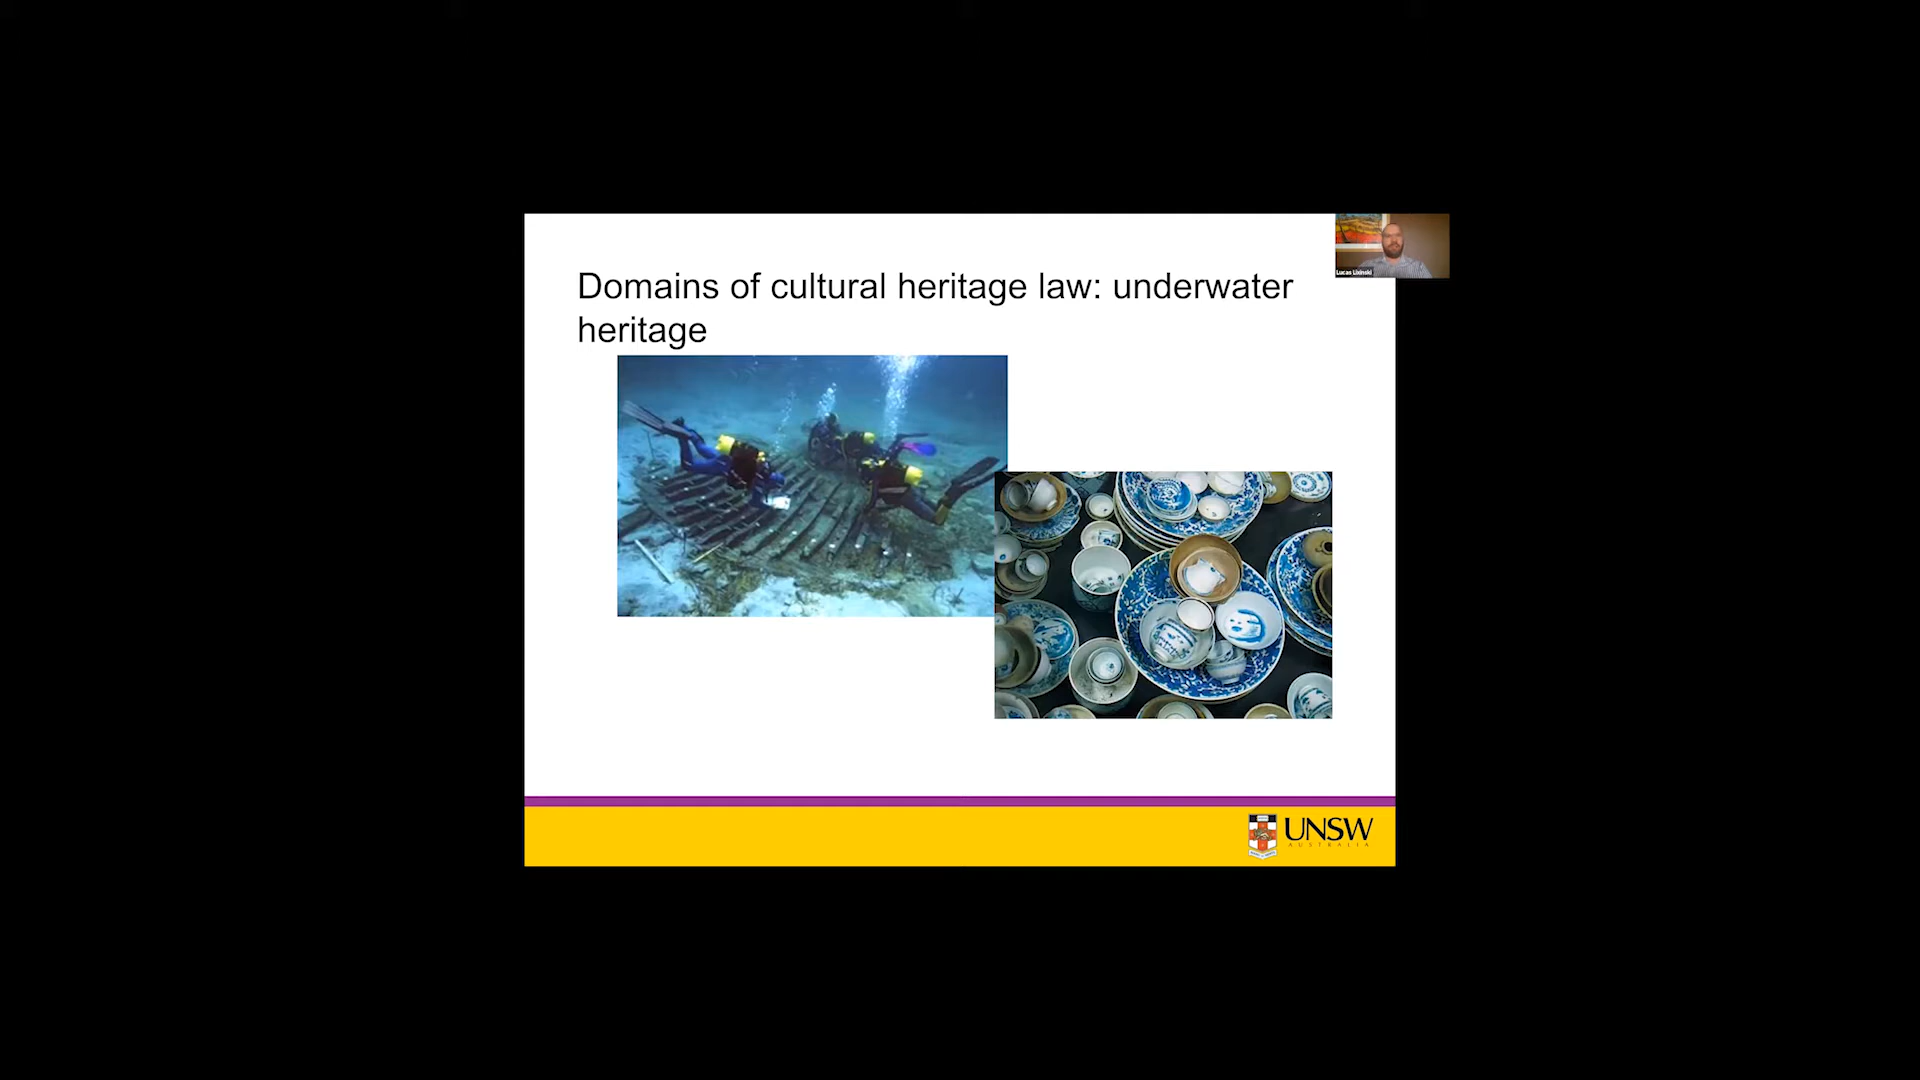 Domains of cultural heritage law: underwater
heritage
Lucas Lixinski
UNSW
AUSTRALIA